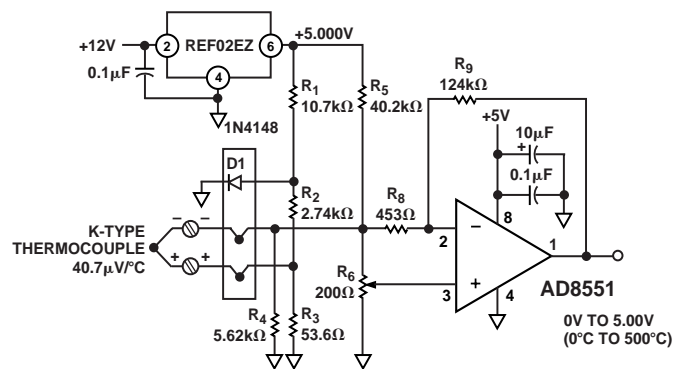 +12V
2
REF02EZ
6
+5.000V
0.1μF
4
1N4148
R1
10.7kΩ
R5
40.2kΩ
R9
124kΩ
+5V
10μF
+
0.1μF
D1
R2
2.74kΩ
R8
453Ω
8
K-TYPE
THERMOCOUPLE
40.7μV/°C
– –
+ +
2
–
1
3
+
4
AD8551
R6
200Ω
R4
5.62kΩ
R3
53.6Ω
0V TO 5.00V
(0°C TO 500°C)